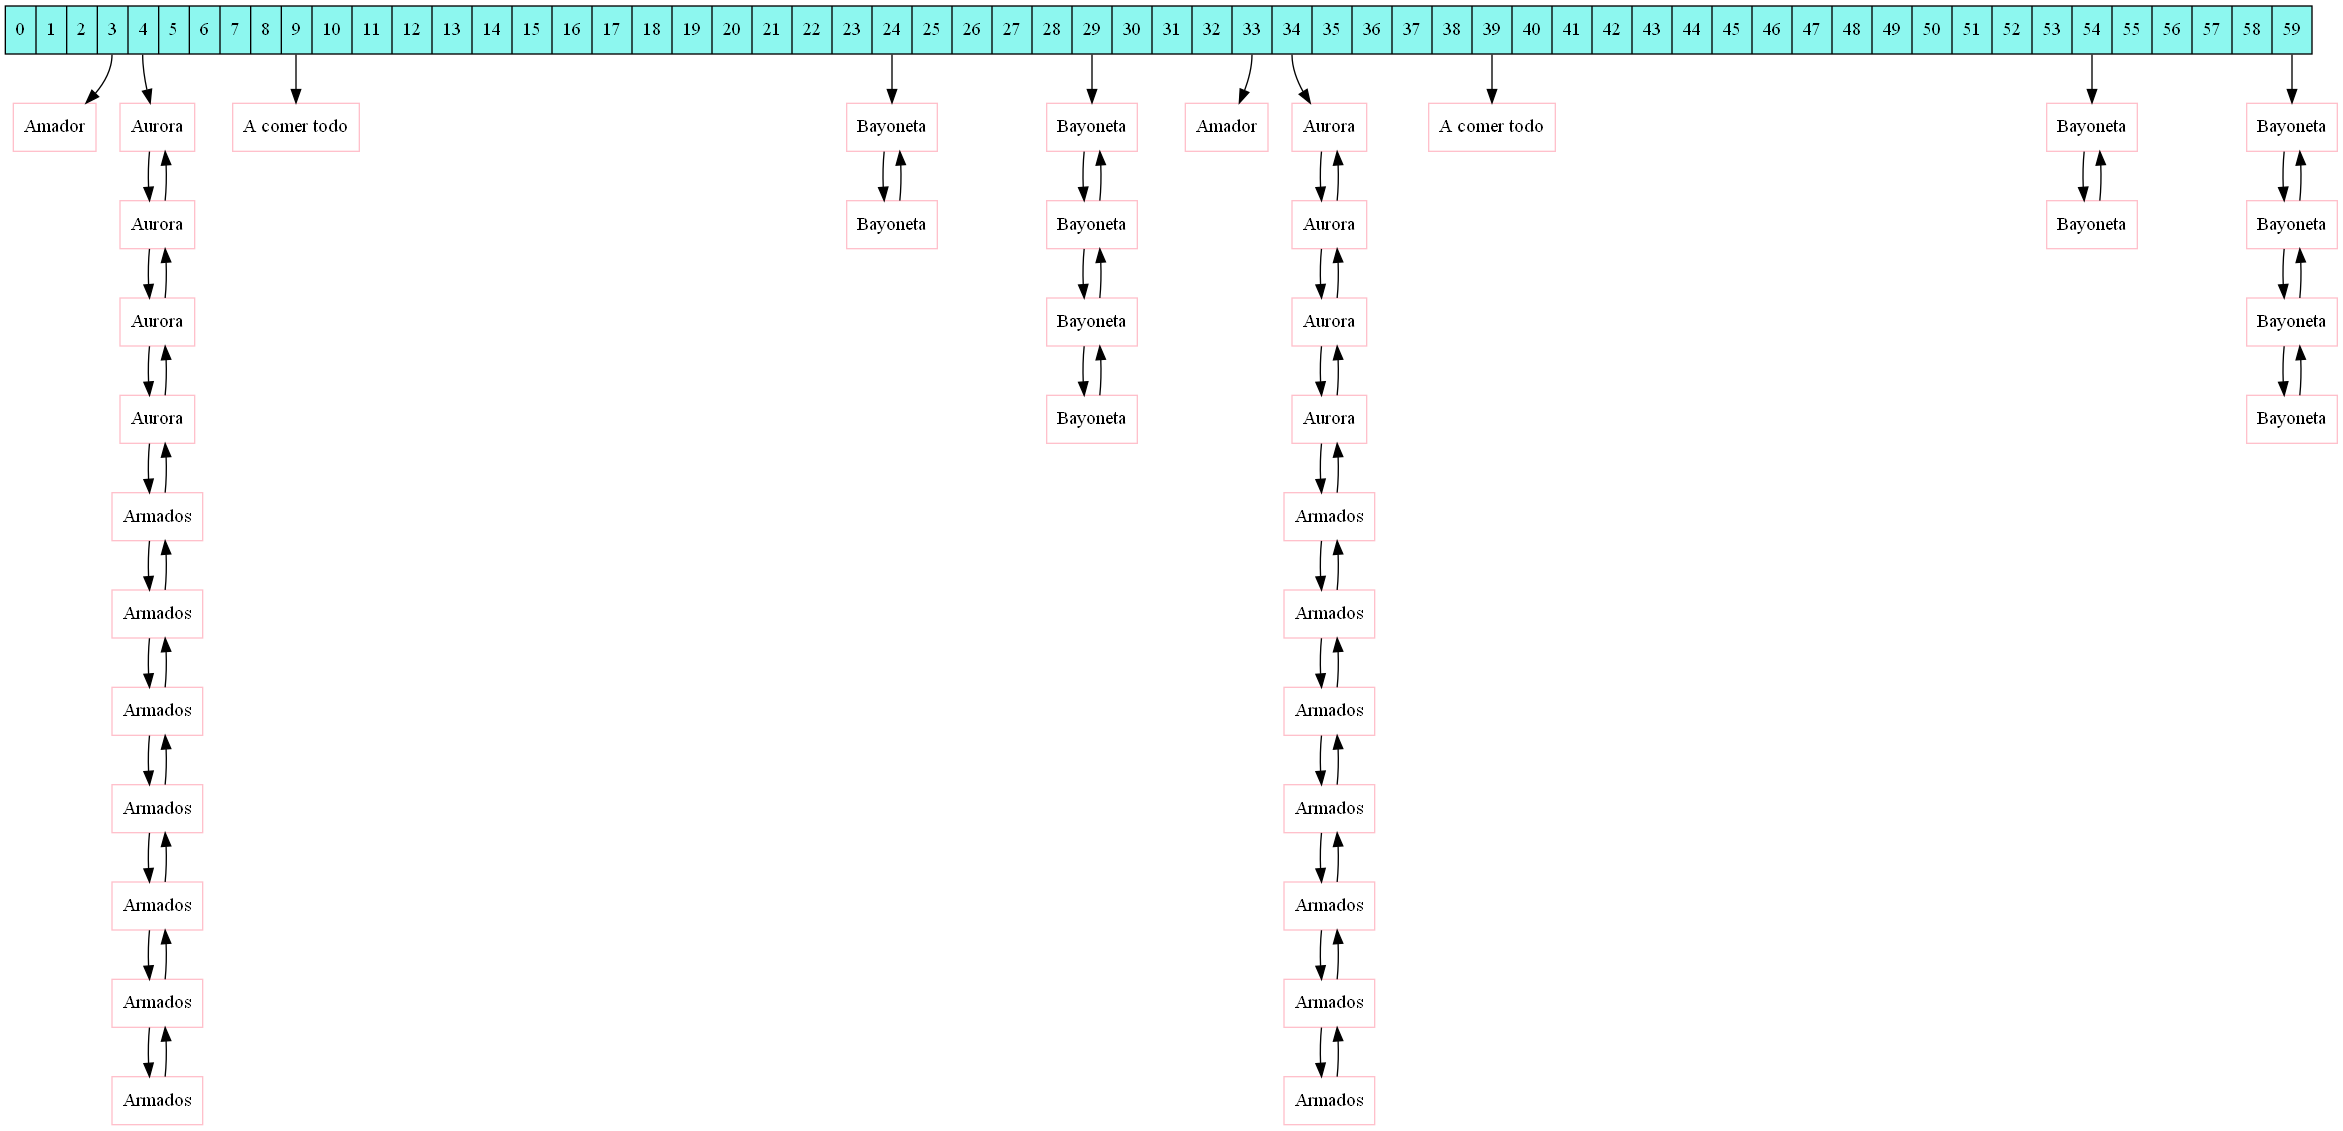 0 1 2 3 4 5 6 7 8 9 10 11 12 13 14 15 16 17 18 19 20 21 22 23 24 25 26 27 28 29 30 31 32 33 34 35 36 37 38 39 40 41 42 43 44 45 46 47 48 49 50 51 52 53 54 55 56 57 58 59
Amador Aurora A comer todo Bayoneta Bayoneta Amador Aurora A comer todo Bayoneta Bayoneta
Aurora Bayoneta Bayoneta Aurora Bayoneta Bayoneta
Aurora Bayoneta Aurora Bayoneta
Aurora Bayoneta Aurora Bayoneta
Armados Armados
Armados Armados
Armados Armados
Armados Armados
Armados Armados
Armados Armados
Armados Armados